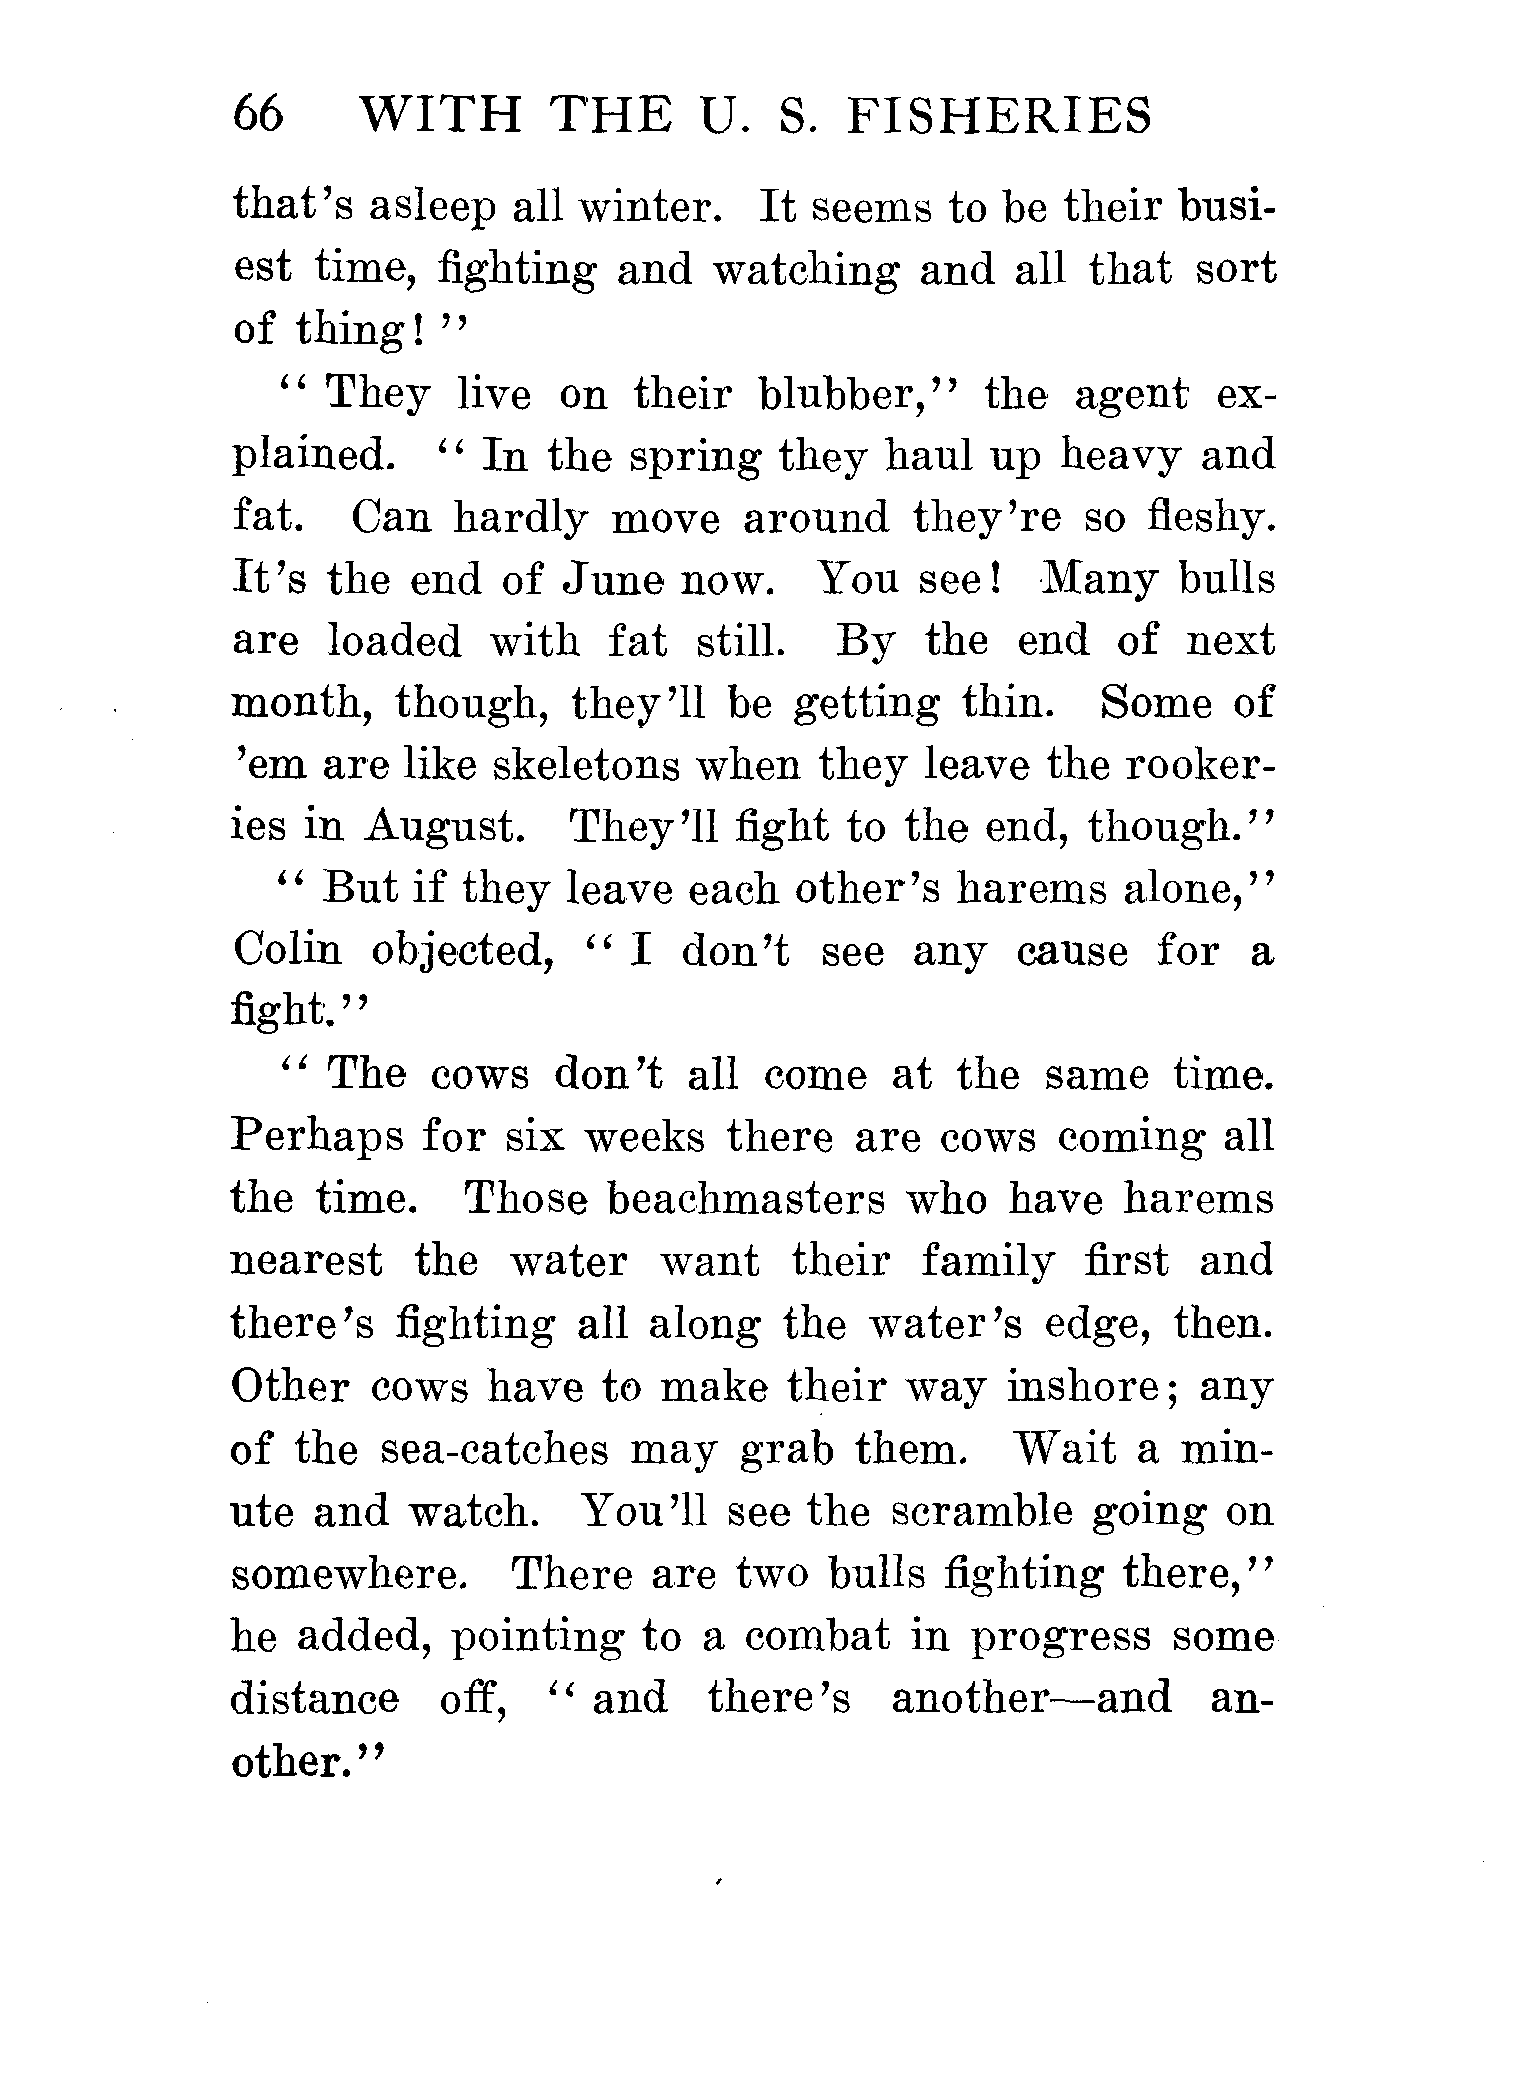 66 WITH THE U. S. FISHERIES
that's asleep all winter. It seems to be their busi-
est time, fighting and watching and all that sort
of thing! ''
'' They live on their blubber,'' the agent ex-
plained. '' In the spring they haul up heavy and
fat. Can hardly move around they're so fleshy.
It's the end of June now. You see! Many bulls
are loaded with fat still. By the end of next
month, though, they'll be getting thin. Some of
'em are like skeletons when they leave the rooker-
ies in August. They'll fight to the end, though.''
'' But if they leave each other's harems alone,''
Colin objected, '' I don't see any cause for a
fight.''
'' The cows don't all come at the same time.
Perhaps for six weeks there are cows coming all
the time. Those beachmasters who have harems
nearest the water want their family first and
there's fighting all along the water's edge, then.
Other cows have to make their way inshore; any
of the sea-catches may grab them. Wait a min-
ute and watch. You'll see the scramble going on
somewhere. There are two bulls fighting there,''
he added, pointing to a combat in progress some
distance off, '' and there's another—and an-
other.''